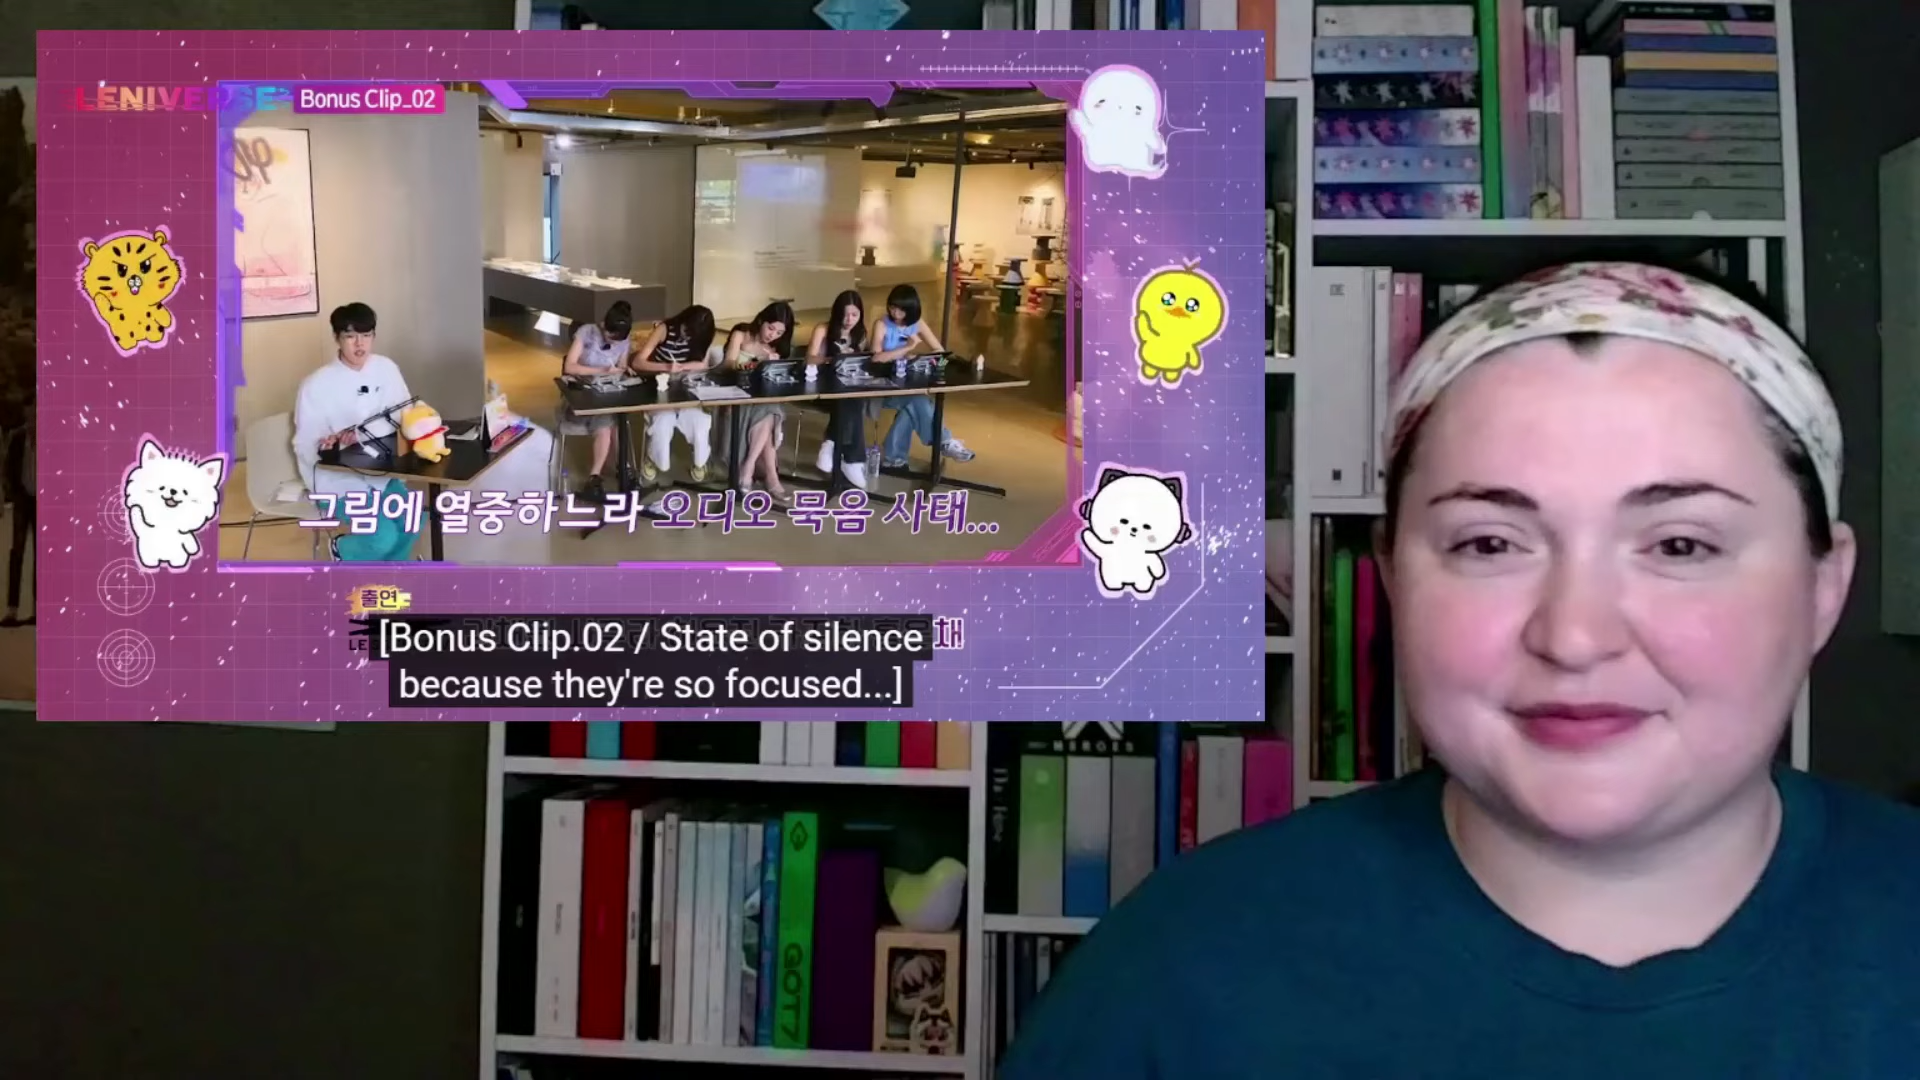 LENIVERSE
Bonus Clip_02
그림에 열중하느라 오디오 묵음 사태...
출연
[Bonus Clip.02 / State of silence
because they're so focused...]
HEROES
GOT7